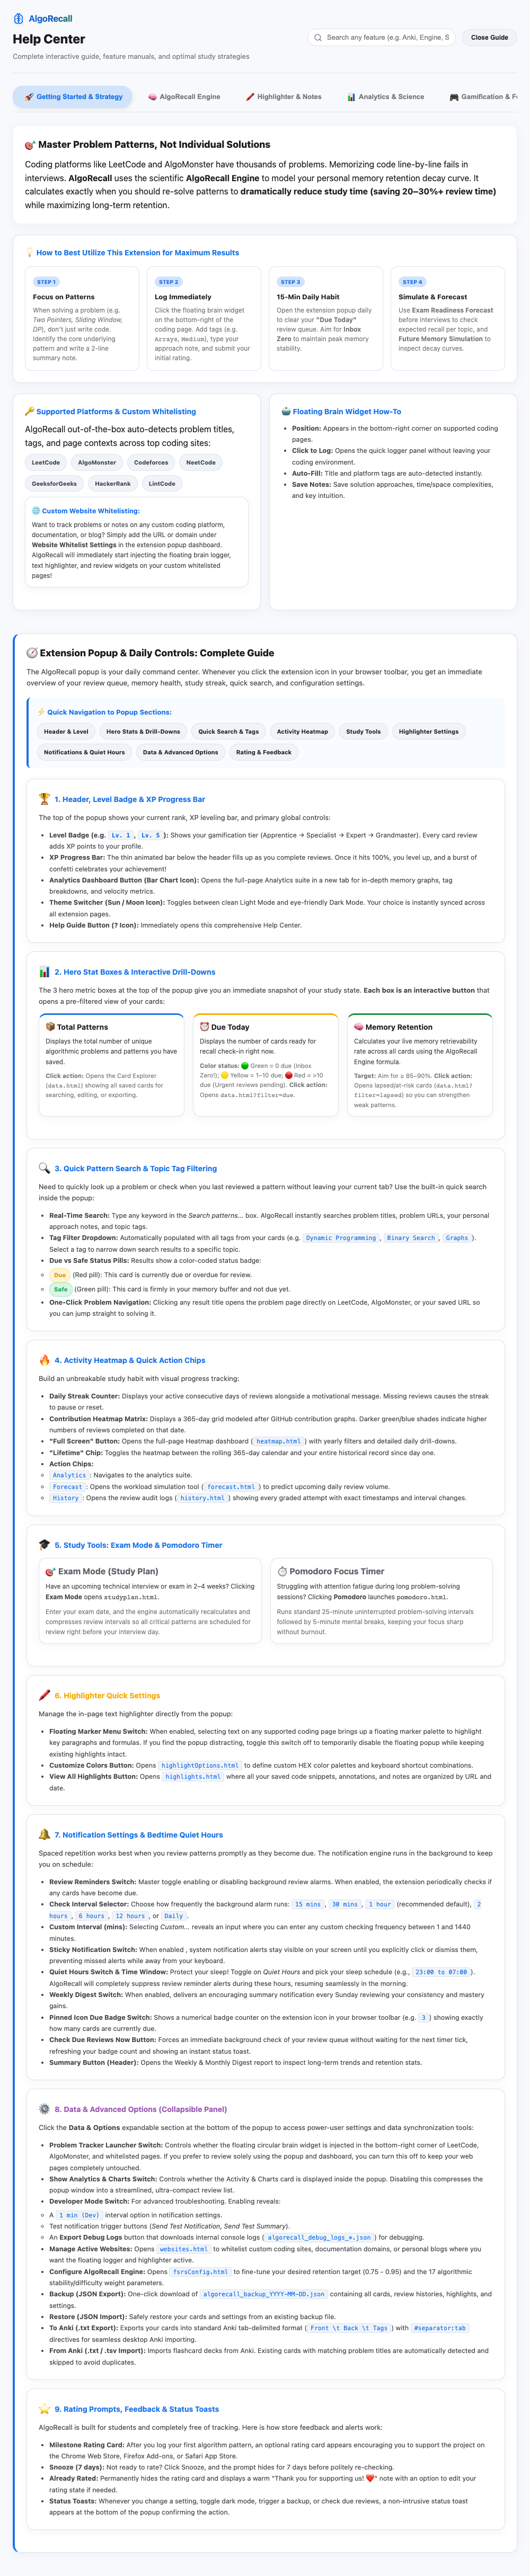 AlgoRecall
Help Center
Complete interactive guide, feature manuals, and optimal study strategies
Search any feature (e.g. Anki, Engine, S
Close Guide
🚀 Getting Started & Strategy
🧠 AlgoRecall Engine
🖍️ Highlighter & Notes
📊 Analytics & Science
🎮 Gamification & F
🎯 Master Problem Patterns, Not Individual Solutions
Coding platforms like LeetCode and AlgoMonster have thousands of problems. Memorizing code line-by-line fails in
interviews. AlgoRecall uses the scientific AlgoRecall Engine to model your personal memory retention decay curve. It
calculates exactly when you should re-solve patterns to dramatically reduce study time (saving 20–30%+ review time)
while maximizing long-term retention.
💡 How to Best Utilize This Extension for Maximum Results
STEP 1
Focus on Patterns
When solving a problem (e.g.
Two Pointers, Sliding Window,
DP), don't just write code.
Identify the core underlying
pattern and write a 2-line
summary note.
STEP 2
Log Immediately
Click the floating brain widget
on the bottom-right of the
coding page. Add tags (e.g.
Arrays, Medium), type your
approach note, and submit your
initial rating.
STEP 3
15-Min Daily Habit
Open the extension popup daily
to clear your "Due Today"
review queue. Aim for Inbox
Zero to maintain peak memory
stability.
STEP 4
Simulate & Forecast
Use Exam Readiness Forecast
before interviews to check
expected recall per topic, and
Future Memory Simulation to
inspect decay curves.
🔑 Supported Platforms & Custom Whitelisting
AlgoRecall out-of-the-box auto-detects problem titles,
tags, and page contexts across top coding sites:
LeetCode
AlgoMonster
Codeforces
NeetCode
GeeksforGeeks
HackerRank
LintCode
🌐 Custom Website Whitelisting:
Want to track problems or notes on any custom coding platform,
documentation, or blog? Simply add the URL or domain under
Website Whitelist Settings in the extension popup dashboard.
AlgoRecall will immediately start injecting the floating brain logger,
text highlighter, and review widgets on your custom whitelisted
pages!
🤖 Floating Brain Widget How-To
• Position: Appears in the bottom-right corner on supported coding
pages.
• Click to Log: Opens the quick logger panel without leaving your
coding environment.
• Auto-Fill: Title and platform tags are auto-detected instantly.
• Save Notes: Save solution approaches, time/space complexities,
and key intuition.
🧭 Extension Popup & Daily Controls: Complete Guide
The AlgoRecall popup is your daily command center. Whenever you click the extension icon in your browser toolbar, you get an immediate
overview of your review queue, memory health, study streak, quick search, and configuration settings.
⚡ Quick Navigation to Popup Sections:
Header & Level
Hero Stats & Drill-Downs
Quick Search & Tags
Activity Heatmap
Study Tools
Highlighter Settings
Notifications & Quiet Hours
Data & Advanced Options
Rating & Feedback
🏆 1. Header, Level Badge & XP Progress Bar
The top of the popup shows your current rank, XP leveling bar, and primary global controls:
• Level Badge (e.g. Lv. 1, Lv. 5): Shows your gamification tier (Apprentice → Specialist → Expert → Grandmaster). Every card review
adds XP points to your profile.
• XP Progress Bar: The thin animated bar below the header fills up as you complete reviews. Once it hits 100%, you level up, and a burst of
confetti celebrates your achievement!
• Analytics Dashboard Button (Bar Chart Icon): Opens the full-page Analytics suite in a new tab for in-depth memory graphs, tag
breakdowns, and velocity metrics.
• Theme Switcher (Sun / Moon Icon): Toggles between clean Light Mode and eye-friendly Dark Mode. Your choice is instantly synced across
all extension pages.
• Help Guide Button (? Icon): Immediately opens this comprehensive Help Center.
📊 2. Hero Stat Boxes & Interactive Drill-Downs
The 3 hero metric boxes at the top of the popup give you an immediate snapshot of your study state. Each box is an interactive button that
opens a pre-filtered view of your cards:
📦 Total Patterns
Displays the total number of unique
algorithmic problems and patterns you have
saved.
Click action: Opens the Card Explorer
(data.html) showing all saved cards for
searching, editing, or exporting.
⏰ Due Today
Displays the number of cards ready for
recall check-in right now.
Color status: 🟢 Green = 0 due (Inbox
Zero!); 🟡 Yellow = 1–10 due; 🔴 Red = >10
due (Urgent reviews pending). Click action:
Opens data.html?filter=due.
🧠 Memory Retention
Calculates your live memory retrievability
rate across all cards using the AlgoRecall
Engine formula.
Target: Aim for ≥ 85–90%. Click action:
Opens lapsed/at-risk cards (data.html?
filter=lapsed) so you can strengthen
weak patterns.
🔍 3. Quick Pattern Search & Topic Tag Filtering
Need to quickly look up a problem or check when you last reviewed a pattern without leaving your current tab? Use the built-in quick search
inside the popup:
• Real-Time Search: Type any keyword in the Search patterns... box. AlgoRecall instantly searches problem titles, problem URLs, your personal
approach notes, and topic tags.
• Tag Filter Dropdown: Automatically populated with all tags from your cards (e.g. Dynamic Programming, Binary Search, Graphs).
Select a tag to narrow down search results to a specific topic.
• Due vs Safe Status Pills: Results show a color-coded status badge:
◦ Due (Red pill): This card is currently due or overdue for review.
◦ Safe (Green pill): This card is firmly in your memory buffer and not due yet.
• One-Click Problem Navigation: Clicking any result title opens the problem page directly on LeetCode, AlgoMonster, or your saved URL so
you can jump straight to solving it.
🔥 4. Activity Heatmap & Quick Action Chips
Build an unbreakable study habit with visual progress tracking:
• Daily Streak Counter: Displays your active consecutive days of reviews alongside a motivational message. Missing reviews causes the streak
to pause or reset.
• Contribution Heatmap Matrix: Displays a 365-day grid modeled after GitHub contribution graphs. Darker green/blue shades indicate higher
numbers of reviews completed on that date.
• "Full Screen" Button: Opens the full-page Heatmap dashboard (heatmap.html) with yearly filters and detailed daily drill-downs.
• "Lifetime" Chip: Toggles the heatmap between the rolling 365-day calendar and your entire historical record since day one.
• Action Chips:
◦ Analytics: Navigates to the analytics suite.
◦ Forecast: Opens the workload simulation tool (forecast.html) to predict upcoming daily review volume.
◦ History: Opens the review audit logs (history.html) showing every graded attempt with exact timestamps and interval changes.
🎓 5. Study Tools: Exam Mode & Pomodoro Timer
🎯 Exam Mode (Study Plan)
Have an upcoming technical interview or exam in 2–4 weeks? Clicking
Exam Mode opens studyplan.html.
Enter your exam date, and the engine automatically recalculates and
compresses review intervals so all critical patterns are scheduled for
review right before your interview day.
⏱️ Pomodoro Focus Timer
Struggling with attention fatigue during long problem-solving
sessions? Clicking Pomodoro launches pomodoro.html.
Runs standard 25-minute uninterrupted problem-solving intervals
followed by 5-minute mental breaks, keeping your focus sharp
without burnout.
🖍️ 6. Highlighter Quick Settings
Manage the in-page text highlighter directly from the popup:
• Floating Marker Menu Switch: When enabled, selecting text on any supported coding page brings up a floating marker palette to highlight
key paragraphs and formulas. If you find the popup distracting, toggle this switch off to temporarily disable the floating popup while keeping
existing highlights intact.
• Customize Colors Button: Opens highlightOptions.html to define custom HEX color palettes and keyboard shortcut combinations.
• View All Highlights Button: Opens highlights.html where all your saved code snippets, annotations, and notes are organized by URL and
date.
🔔 7. Notification Settings & Bedtime Quiet Hours
Spaced repetition works best when you review patterns promptly as they become due. The notification engine runs in the background to keep
you on schedule:
• Review Reminders Switch: Master toggle enabling or disabling background review alarms. When enabled, the extension periodically checks if
any cards have become due.
• Check Interval Selector: Choose how frequently the background alarm runs: 15 mins, 30 mins, 1 hour (recommended default), 2
hours, 6 hours, 12 hours, or Daily.
• Custom Interval (mins): Selecting Custom... reveals an input where you can enter any custom checking frequency between 1 and 1440
minutes.
• Sticky Notification Switch: When enabled , system notification alerts stay visible on your screen until you explicitly click or dismiss them,
preventing missed alerts while away from your keyboard.
• Quiet Hours Switch & Time Window: Protect your sleep! Toggle on Quiet Hours and pick your sleep schedule (e.g., 23:00 to 07:00).
AlgoRecall will completely suppress review reminder alerts during these hours, resuming seamlessly in the morning.
• Weekly Digest Switch: When enabled, delivers an encouraging summary notification every Sunday reviewing your consistency and mastery
gains.
• Pinned Icon Due Badge Switch: Shows a numerical badge counter on the extension icon in your browser toolbar (e.g. 3) showing exactly
how many cards are currently due.
• Check Due Reviews Now Button: Forces an immediate background check of your review queue without waiting for the next timer tick,
refreshing your badge count and showing an instant status toast.
• Summary Button (Header): Opens the Weekly & Monthly Digest report to inspect long-term trends and retention stats.
⚙️ 8. Data & Advanced Options (Collapsible Panel)
Click the Data & Options expandable section at the bottom of the popup to access power-user settings and data synchronization tools:
• Problem Tracker Launcher Switch: Controls whether the floating circular brain widget is injected in the bottom-right corner of LeetCode,
AlgoMonster, and whitelisted pages. If you prefer to review solely using the popup and dashboard, you can turn this off to keep your web
pages completely untouched.
• Show Analytics & Charts Switch: Controls whether the Activity & Charts card is displayed inside the popup. Disabling this compresses the
popup window into a streamlined, ultra-compact review list.
• Developer Mode Switch: For advanced troubleshooting. Enabling reveals:
◦ A 1 min (Dev) interval option in notification settings.
◦ Test notification trigger buttons (Send Test Notification, Send Test Summary).
◦ An Export Debug Logs button that downloads internal console logs (algorecall_debug_logs_*.json) for debugging.
• Manage Active Websites: Opens websites.html to whitelist custom coding sites, documentation domains, or personal blogs where you
want the floating logger and highlighter active.
• Configure AlgoRecall Engine: Opens fsrsConfig.html to fine-tune your desired retention target (0.75 - 0.95) and the 17 algorithmic
stability/difficulty weight parameters.
• Backup (JSON Export): One-click download of algorecall_backup_YYYY-MM-DD.json containing all cards, review histories, highlights, and
settings.
• Restore (JSON Import): Safely restore your cards and settings from an existing backup file.
• To Anki (.txt Export): Exports your cards into standard Anki tab-delimited format (Front \t Back \t Tags) with #separator:tab
directives for seamless desktop Anki importing.
• From Anki (.txt / .tsv Import): Imports flashcard decks from Anki. Existing cards with matching problem titles are automatically detected and
skipped to avoid duplicates.
⭐ 9. Rating Prompts, Feedback & Status Toasts
AlgoRecall is built for students and completely free of tracking. Here is how store feedback and alerts work:
• Milestone Rating Card: After you log your first algorithm pattern, an optional rating card appears encouraging you to support the project on
the Chrome Web Store, Firefox Add-ons, or Safari App Store.
• Snooze (7 days): Not ready to rate? Click Snooze, and the prompt hides for 7 days before politely re-checking.
• Already Rated: Permanently hides the rating card and displays a warm "Thank you for supporting us! ❤️" note with an option to edit your
rating state if needed.
• Status Toasts: Whenever you change a setting, toggle dark mode, trigger a backup, or check due reviews, a non-intrusive status toast
appears at the bottom of the popup confirming the action.